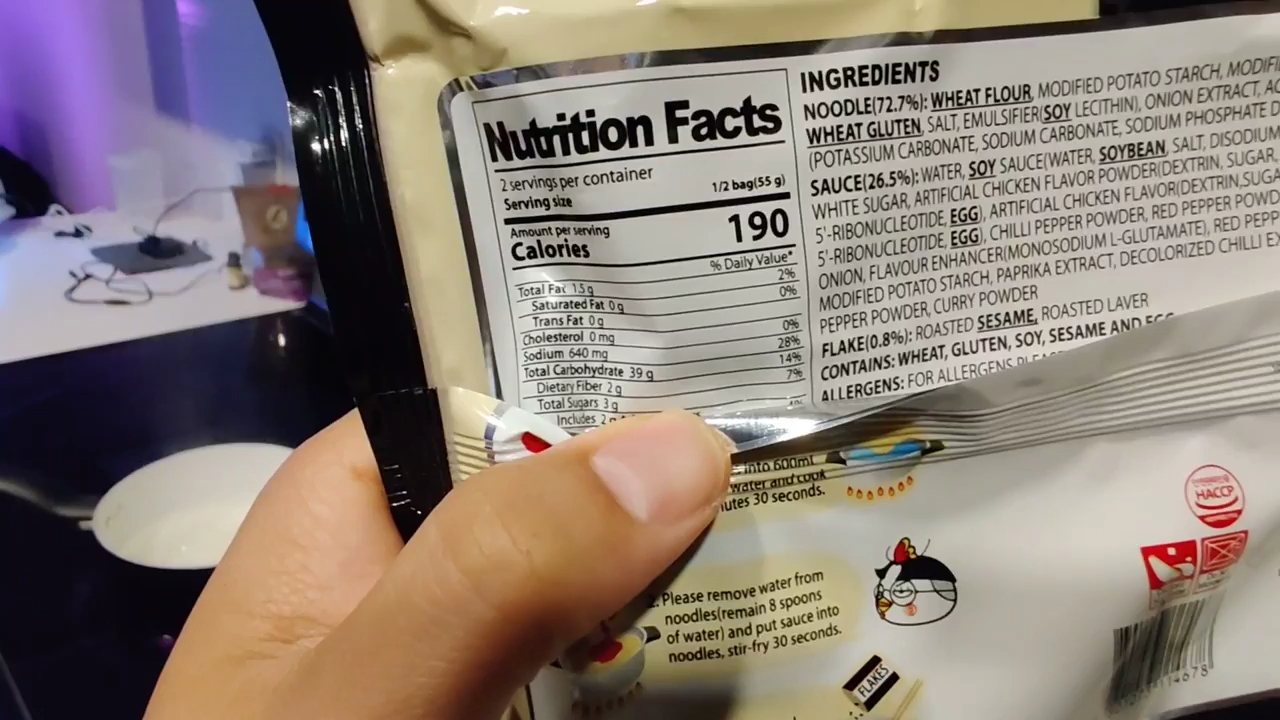 Nutrition Facts
2 servings per container
Serving size 1/2 bag(55 g)
Amount per serving
Calories 190
% Daily Value*
Total Fat 1.5 g 2%
Saturated Fat 0 g 0%
Trans Fat 0 g
Cholesterol 0 mg 0%
Sodium 640 mg 28%
Total Carbohydrate 39 g 14%
Dietary Fiber 2 g 7%
Total Sugars 3 g
Includes 2
INGREDIENTS
NOODLE(72.7%): WHEAT FLOUR, MODIFIED POTATO STARCH,
WHEAT GLUTEN, SALT, EMULSIFIER(SOY LECITHIN), ONION EXTRACT,
(POTASSIUM CARBONATE, SODIUM CARBONATE, SODIUM PHOSPHATE
SAUCE(26.5%): WATER, SOY SAUCE(WATER, SOYBEAN, SALT,
WHITE SUGAR, ARTIFICIAL CHICKEN FLAVOR POWDER(DEXTRIN, SUGAR,
5'-RIBONUCLEOTIDE, EGG), ARTIFICIAL CHICKEN FLAVOR(DEXTRIN,SUGA
5'-RIBONUCLEOTIDE, EGG), CHILLI PEPPER POWDER, RED PEPPER POWD
ONION, FLAVOUR ENHANCER(MONOSODIUM L-GLUTAMATE), RED PEPP
MODIFIED POTATO STARCH, PAPRIKA EXTRACT, DECOLORIZED CHILLI
PEPPER POWDER, CURRY POWDER
FLAKE(0.8%): ROASTED SESAME, ROASTED LAVER
CONTAINS: WHEAT, GLUTEN, SOY, SESAME AND EGG
ALLERGENS: FOR ALLERGENS
into 600ml
water and cook
utes 30 seconds.
2. Please remove water from
noodles(remain 8 spoons
of water) and put sauce into
noodles, stir-fry 30 seconds.
HACCP
FLAKES